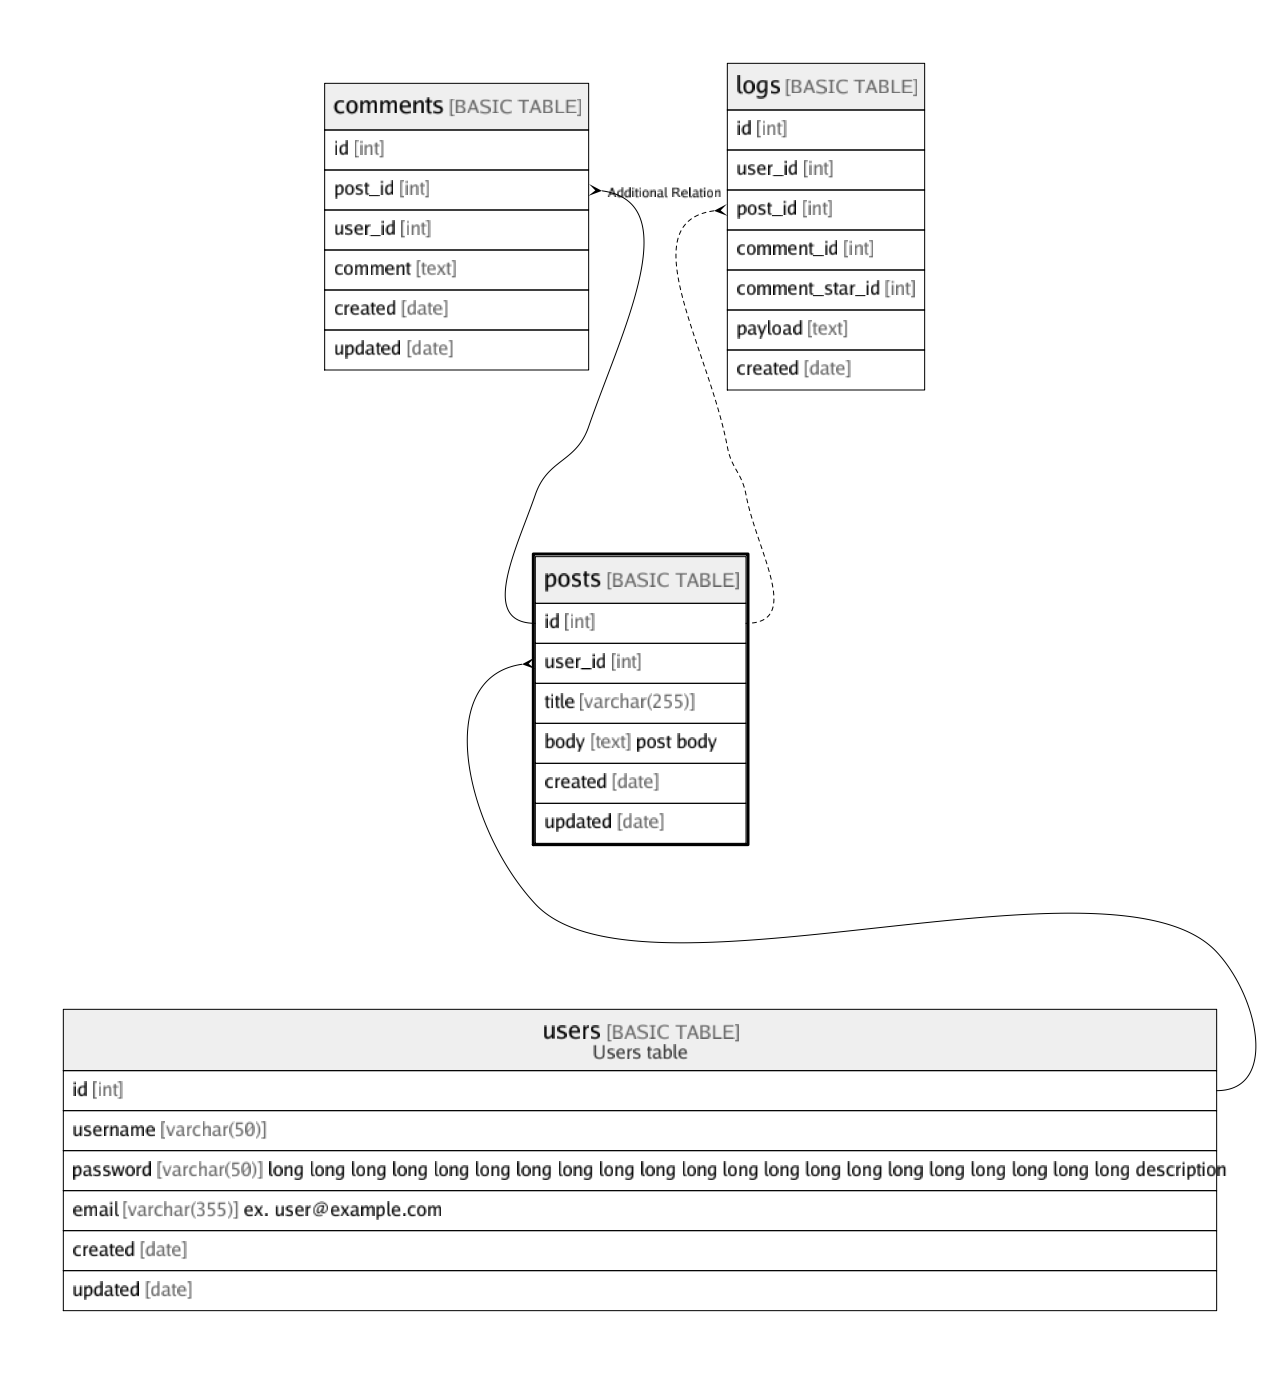 comments [BASIC TABLE]
id [int]
post_id [int]
user_id [int]
comment [text]
created [date]
updated [date]
Additional Relation
logs [BASIC TABLE]
id [int]
user_id [int]
post_id [int]
comment_id [int]
comment_star_id [int]
payload [text]
created [date]
posts [BASIC TABLE]
id [int]
user_id [int]
title [varchar(255)]
body [text] post body
created [date]
updated [date]
users [BASIC TABLE]
Users table
id [int]
username [varchar(50)]
password [varchar(50)] long long long long long long long long long long long long long long long long long long long long long description
email [varchar(355)] ex. user@example.com
created [date]
updated [date]